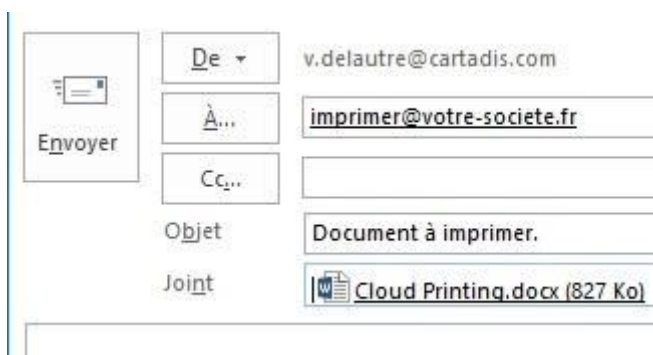 De
v.delautre@cartadis.com
À...
imprimer@votre-societe.fr
Envoyer
Cc...
Objet
Document à imprimer.
Joint
Cloud Printing.docx (827 Ko)